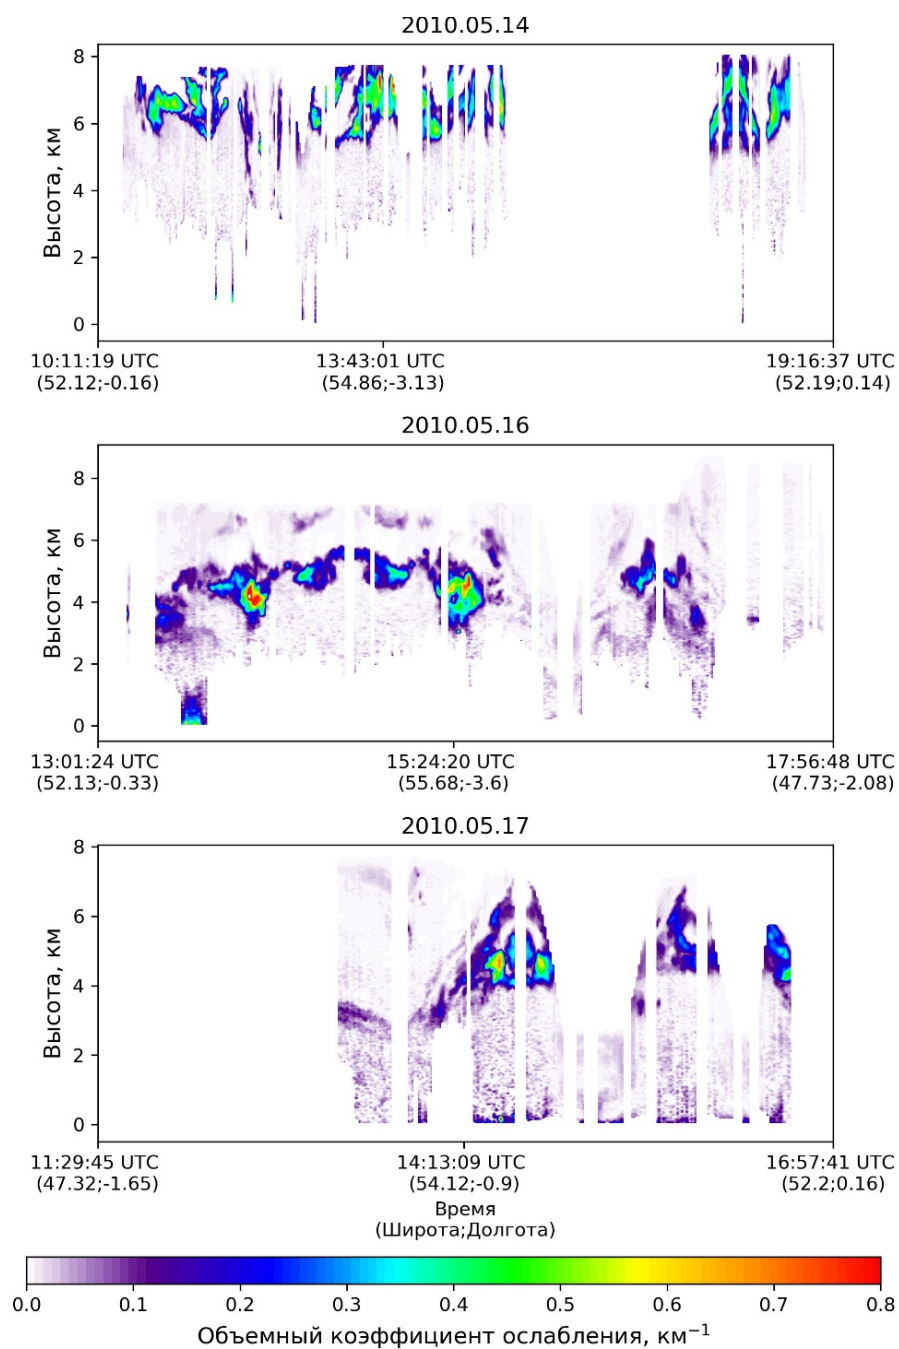 2010.05.14
8
6
4
2
0
Высота, км
10:11:19 UTC 13:43:01 UTC 19:16:37 UTC
(52.12;-0.16) (54.86;-3.13) (52.19;0.14)
2010.05.16
8
6
4
2
0
Высота, км
13:01:24 UTC 15:24:20 UTC 17:56:48 UTC
(52.13;-0.33) (55.68;-3.6) (47.73;-2.08)
2010.05.17
8
6
4
2
0
Высота, км
11:29:45 UTC 14:13:09 UTC 16:57:41 UTC
(47.32;-1.65) (54.12;-0.9) (52.2;0.16)
Время
(Широта;Долгота)
0.0 0.1 0.2 0.3 0.4 0.5 0.6 0.7 0.8
Объемный коэффициент ослабления, км⁻¹